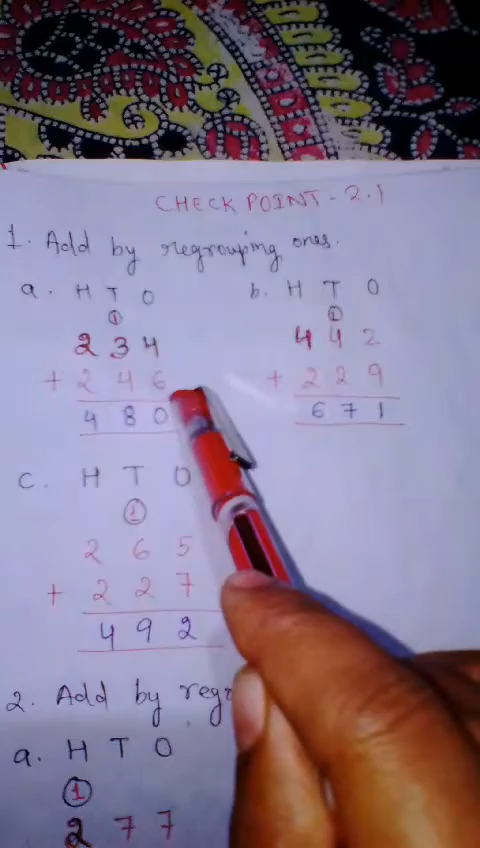 CHECK POINT - 2.1
1. Add by regrouping ones.
a. H T O
①
2 3 4
+ 2 4 6
4 8 0
b. H T O
①
4 4 2
+ 2 2 9
6 7 1
c. H T O
①
2 6 5
+ 2 2 7
4 9 2
2. Add by regr
a. H T O
①
2 7 7